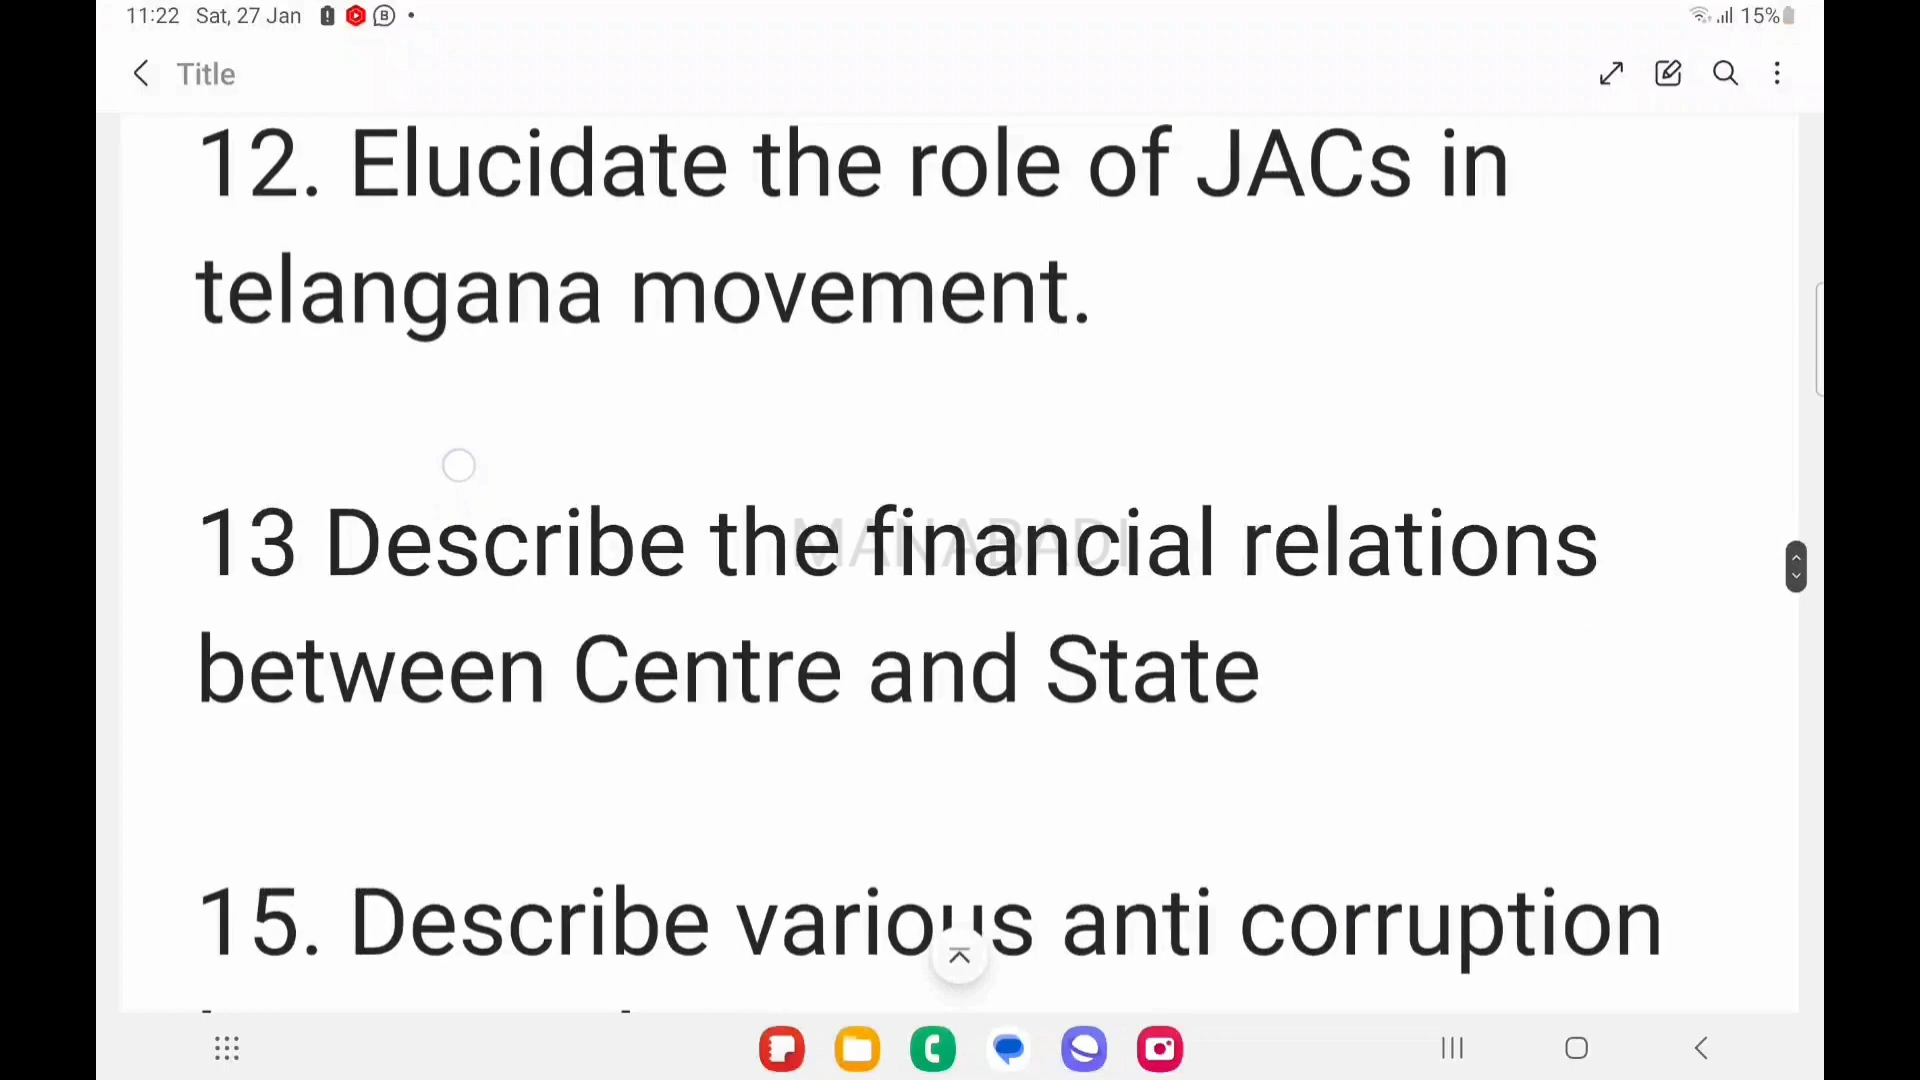 11:22 Sat, 27 Jan
15%
Title
12. Elucidate the role of JACs in
telangana movement.
MANABADI
13 Describe the financial relations
between Centre and State
15. Describe various anti corruption